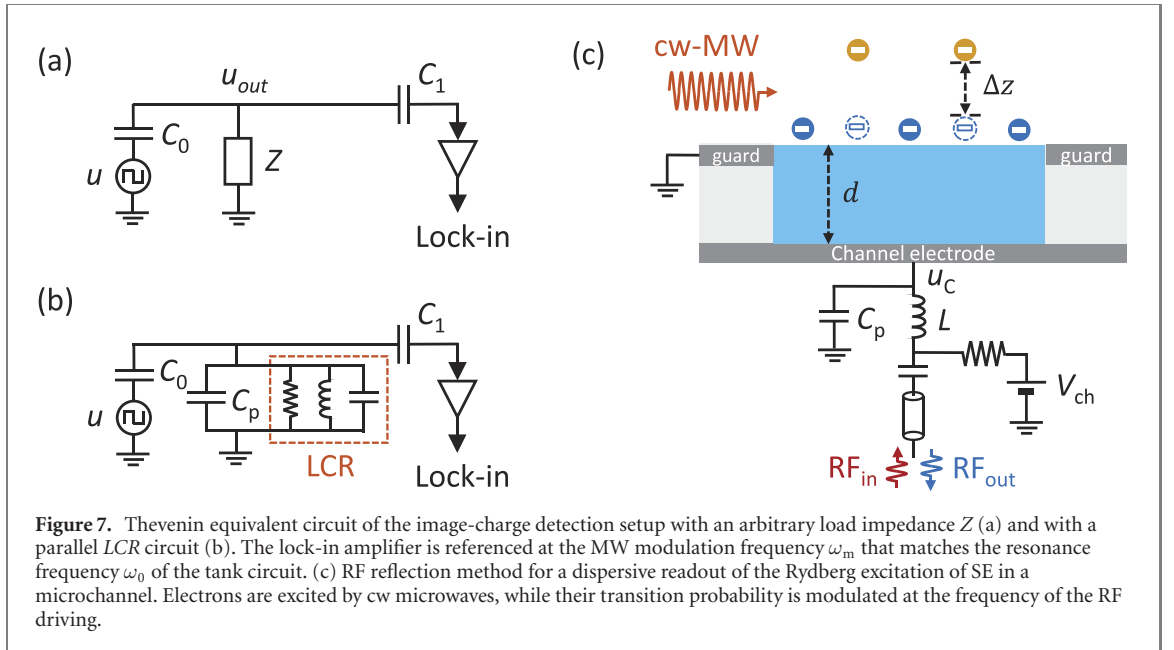 (a)
u_out
C_1
C_0
u
Z
Lock-in
(b)
C_1
C_0
C_p
u
LCR
Lock-in
(c)
cw-MW
Δz
guard
guard
d
Channel electrode
u_C
C_p
L
V_ch
RF_in
RF_out
Figure 7. Thevenin equivalent circuit of the image-charge detection setup with an arbitrary load impedance Z (a) and with a
parallel LCR circuit (b). The lock-in amplifier is referenced at the MW modulation frequency ω_m that matches the resonance
frequency ω_0 of the tank circuit. (c) RF reflection method for a dispersive readout of the Rydberg excitation of SE in a
microchannel. Electrons are excited by cw microwaves, while their transition probability is modulated at the frequency of the RF
driving.